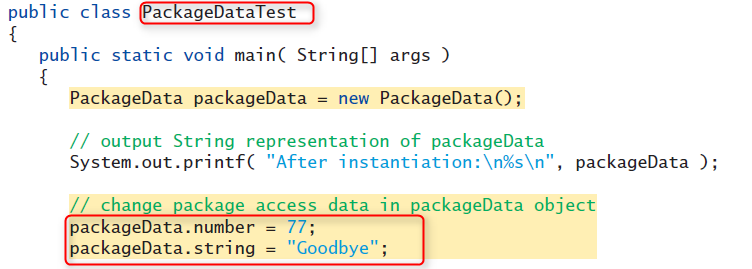 public class PackageDataTest
{
public static void main( String[] args )
{
PackageData packageData = new PackageData();
// output String representation of packageData
System.out.printf( "After instantiation:\n%s\n", packageData );
// change package access data in packageData object
packageData.number = 77;
packageData.string = "Goodbye";